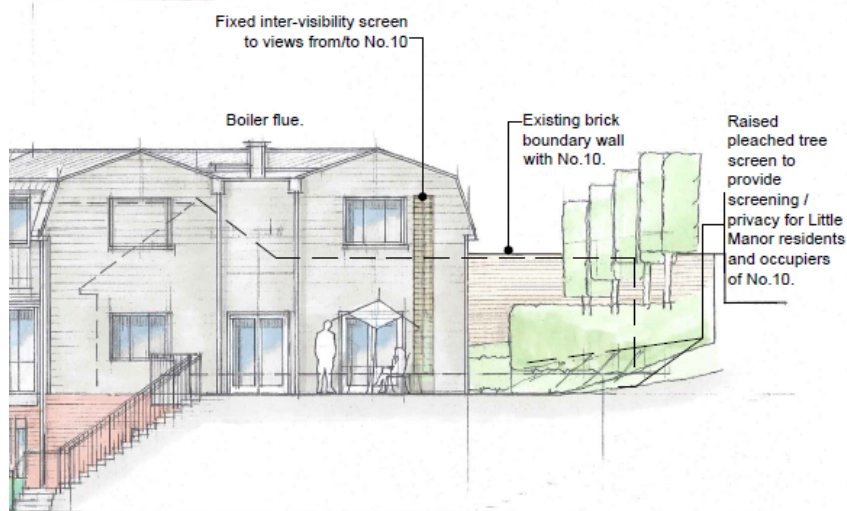 Fixed inter-visibility screen
to views from/to No.10
Boiler flue.
Existing brick
boundary wall
with No.10.
Raised
pleached tree
screen to
provide
screening /
privacy for Little
Manor residents
and occupiers
of No.10.